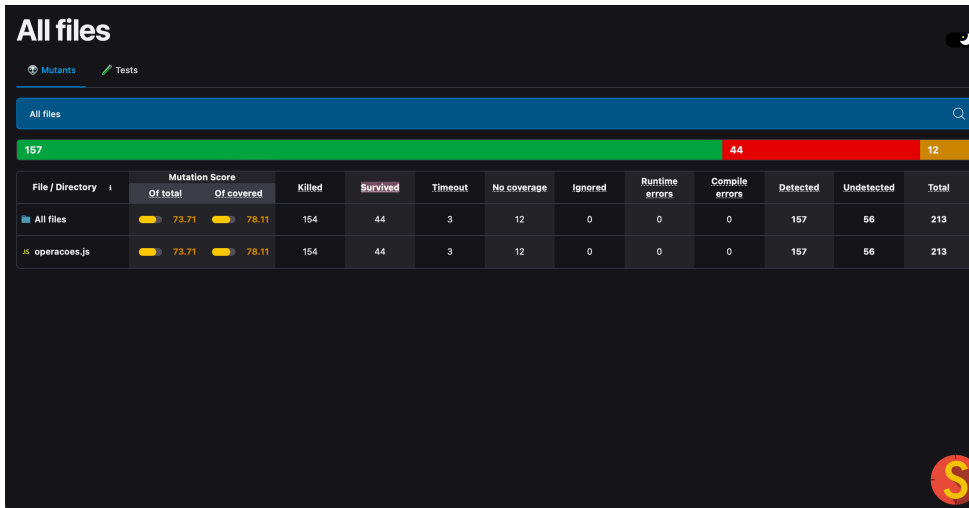 All files
👽 Mutants 🧪 Tests
All files
157 44 12
File / Directory i Mutation Score Of total Of covered Killed Survived Timeout No coverage Ignored Runtime errors Compile errors Detected Undetected Total
All files 73.71 78.11 154 44 3 12 0 0 0 157 56 213
JS operacoes.js 73.71 78.11 154 44 3 12 0 0 0 157 56 213
S